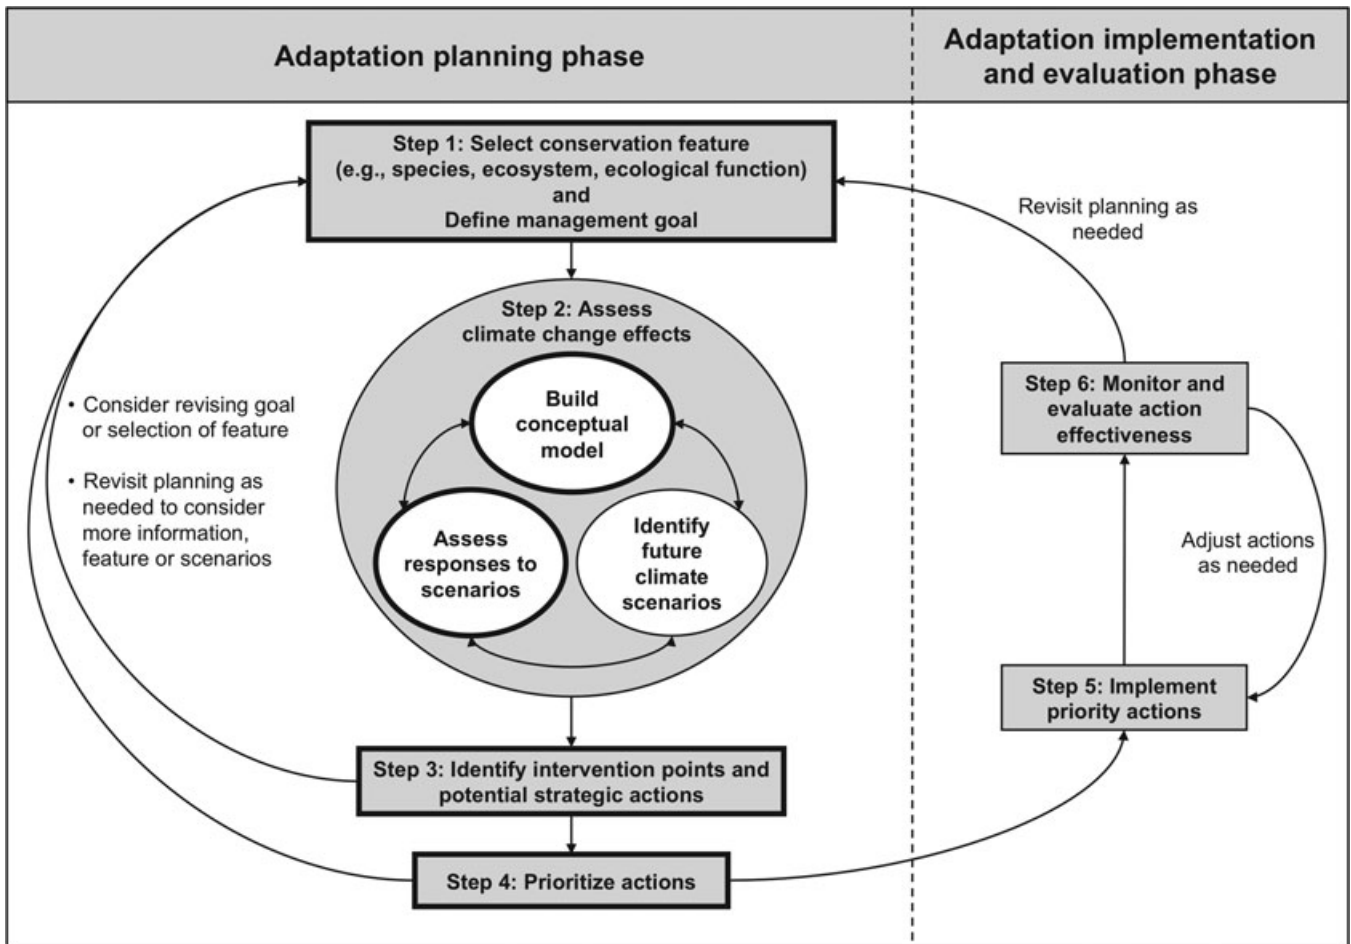 Adaptation planning phase
Adaptation implementation
and evaluation phase
Step 1: Select conservation feature
(e.g., species, ecosystem, ecological function)
and
Define management goal
Step 2: Assess
climate change effects
Build
conceptual
model
Assess
responses to
scenarios
Identify
future
climate
scenarios
• Consider revising goal
or selection of feature
• Revisit planning as
needed to consider
more information,
feature or scenarios
Step 3: Identify intervention points and
potential strategic actions
Step 4: Prioritize actions
Revisit planning as
needed
Step 6: Monitor and
evaluate action
effectiveness
Adjust actions
as needed
Step 5: Implement
priority actions